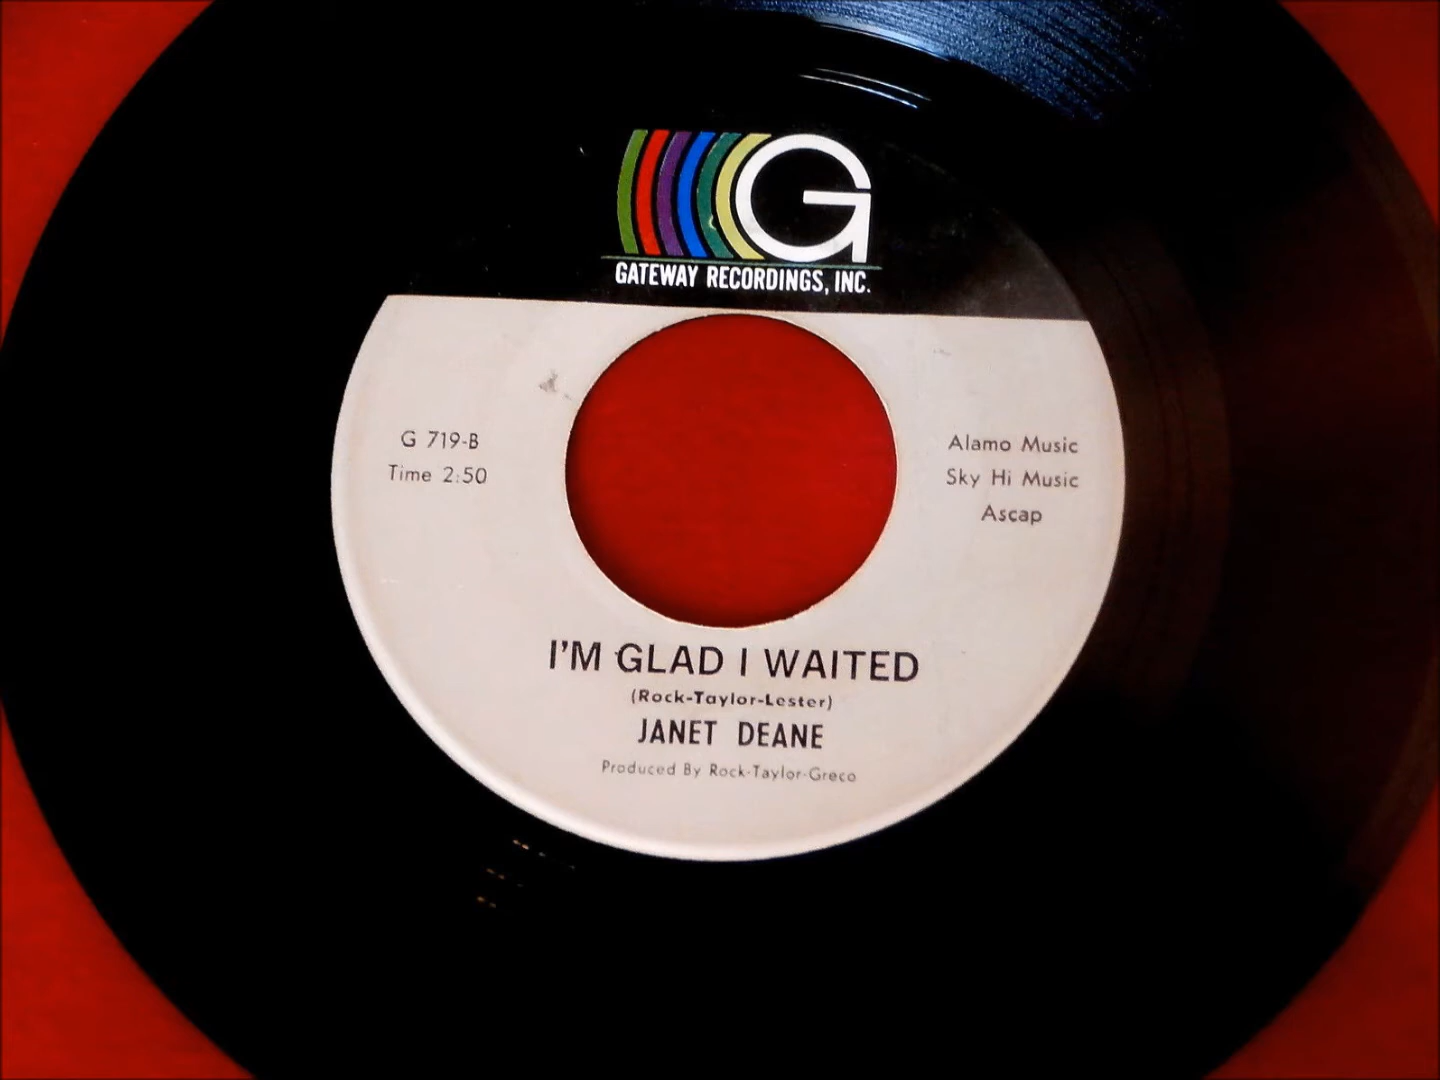 G
GATEWAY RECORDINGS, INC.
G 719-B
Time 2:50
Alamo Music
Sky Hi Music
Ascap
I'M GLAD I WAITED
(Rock-Taylor-Lester)
JANET DEANE
Produced By Rock-Taylor-Greco